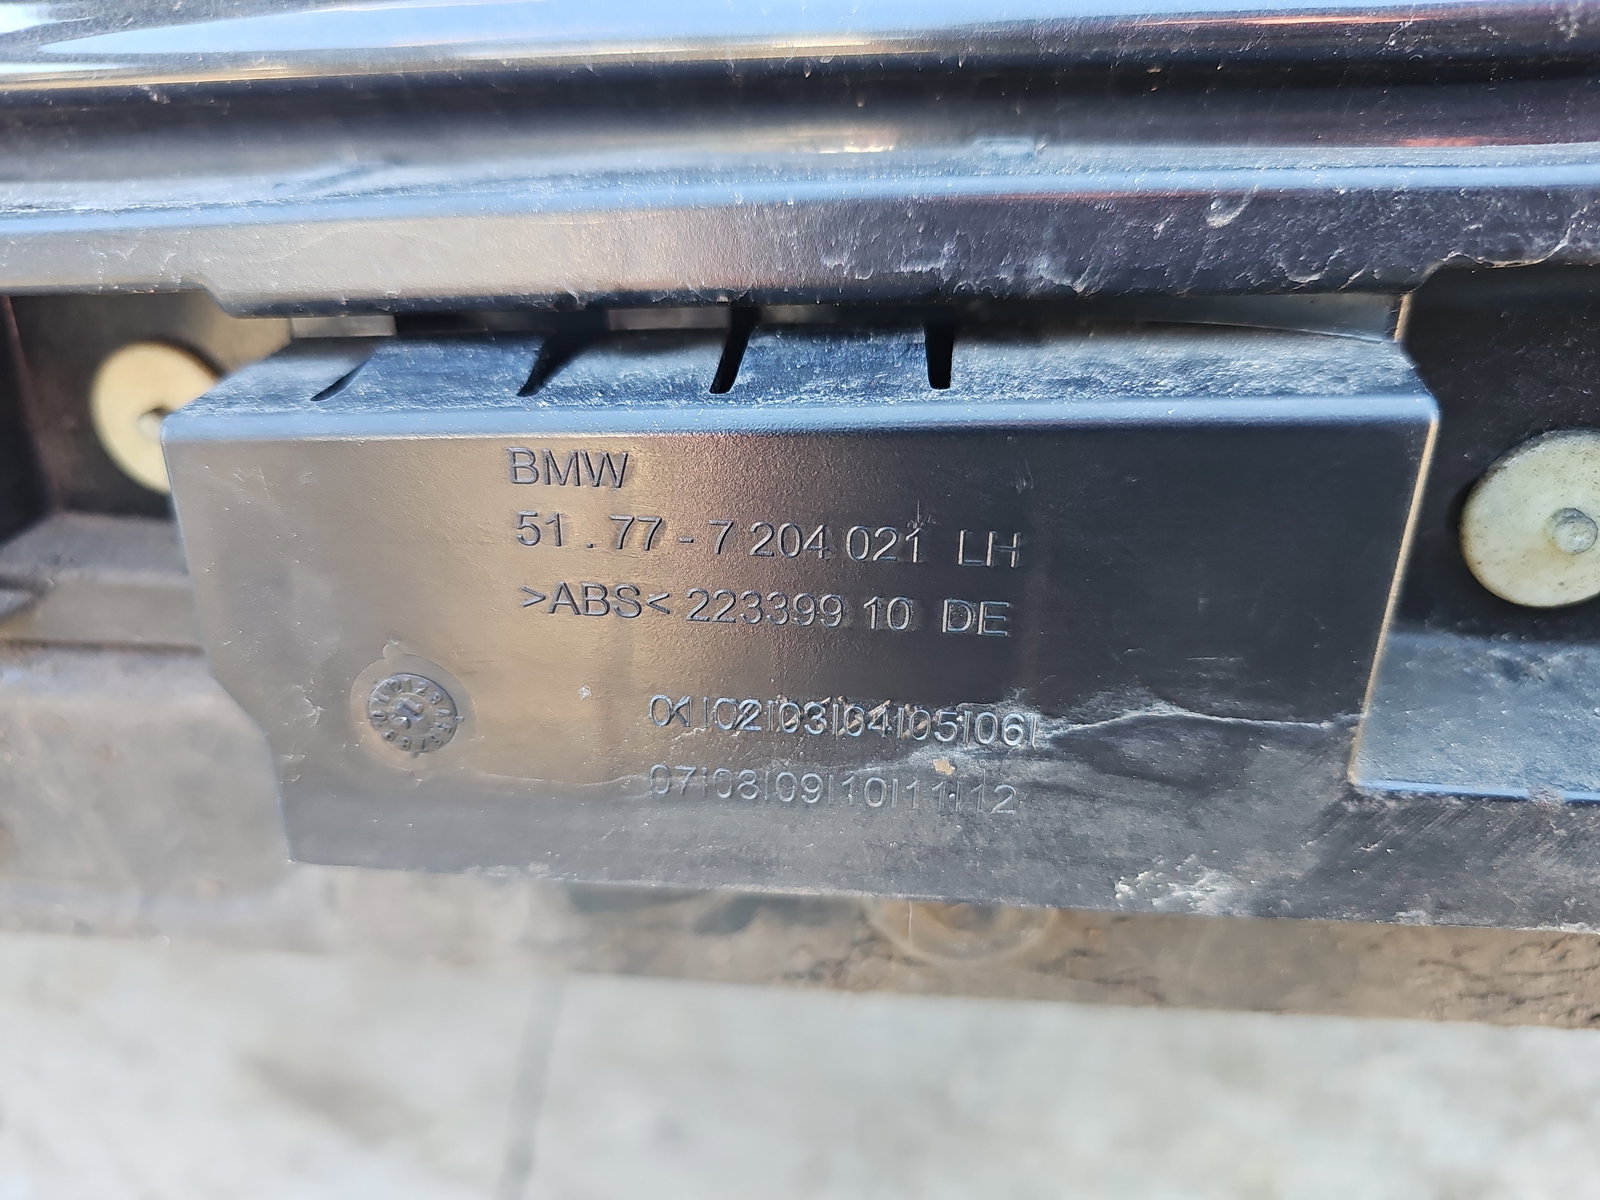 BMW
51.77-7 204 021 LH
>ABS< 223399 10 DE
01|02|03|04|05|06|
07|08|09|10|11|12